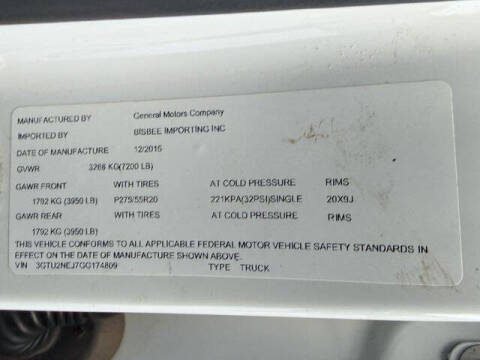 MANUFACTURED BY General Motors Company
IMPORTED BY BISBEE IMPORTING INC
DATE OF MANUFACTURE 12/2015
GVWR 3266 KG(7200 LB)
GAWR FRONT WITH TIRES AT COLD PRESSURE RIMS
1792 KG (3950 LB) P275/55R20 221KPA(32PSI)SINGLE 20X9J
GAWR REAR WITH TIRES AT COLD PRESSURE RIMS
1792 KG (3950 LB)
THIS VEHICLE CONFORMS TO ALL APPLICABLE FEDERAL MOTOR VEHICLE SAFETY STANDARDS IN
EFFECT ON THE DATE OF MANUFACTURE SHOWN ABOVE.
VIN 3GTU2NEJ7GG174809 TYPE TRUCK